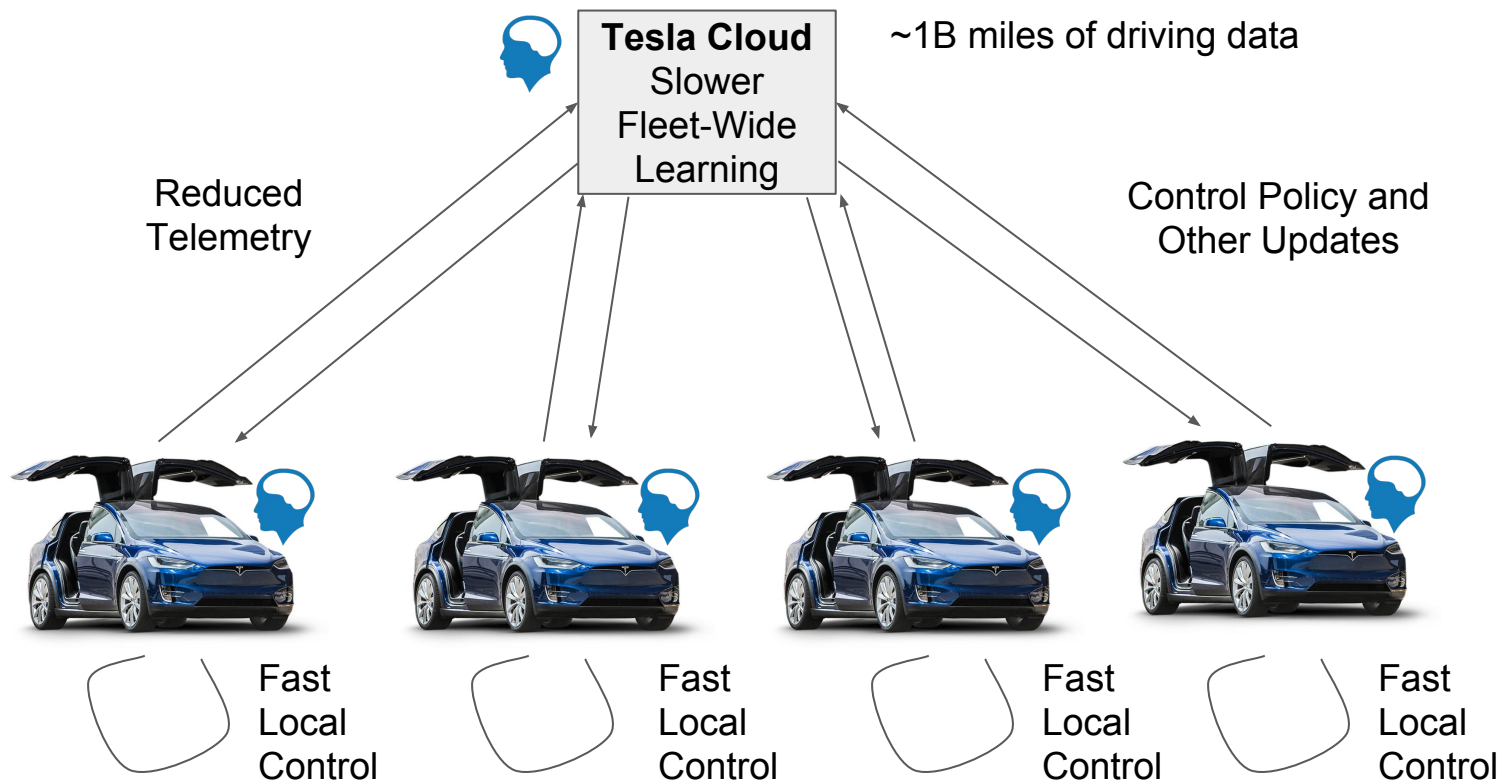 Tesla Cloud
Slower
Fleet-Wide
Learning
~1B miles of driving data
Reduced
Telemetry
Control Policy and
Other Updates
Fast
Local
Control
Fast
Local
Control
Fast
Local
Control
Fast
Local
Control